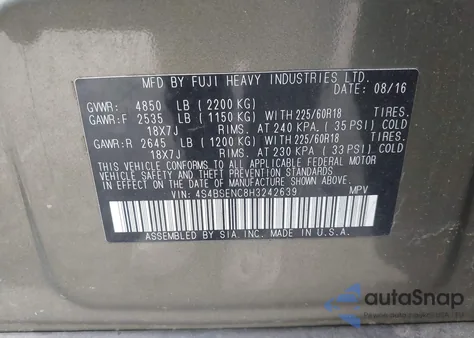 MFD BY FUJI HEAVY INDUSTRIES LTD.
DATE: 08/16
GVWR: 4850 LB ( 2200 KG)
GAWR:F 2535 LB ( 1150 KG) WITH 225/60R18 TIRES.
18X7J RIMS. AT 240 KPA ( 35 PSI) COLD
GAWR:R 2645 LB ( 1200 KG) WITH 225/60R18 TIRES.
18X7J RIMS. AT 230 KPA ( 33 PSI) COLD
THIS VEHICLE CONFORMS TO ALL APPLICABLE FEDERAL MOTOR
VEHICLE SAFETY, BUMPER, AND THEFT PREVENTION STANDARDS
IN EFFECT ON THE DATE OF MANUFACTURE SHOWN ABOVE.
VIN: 4S4BSENC8H3242639 MPV
ASSEMBLED BY SIA, INC. MADE IN U.S.A.
autoSnap
Powered by AutoBidMaster